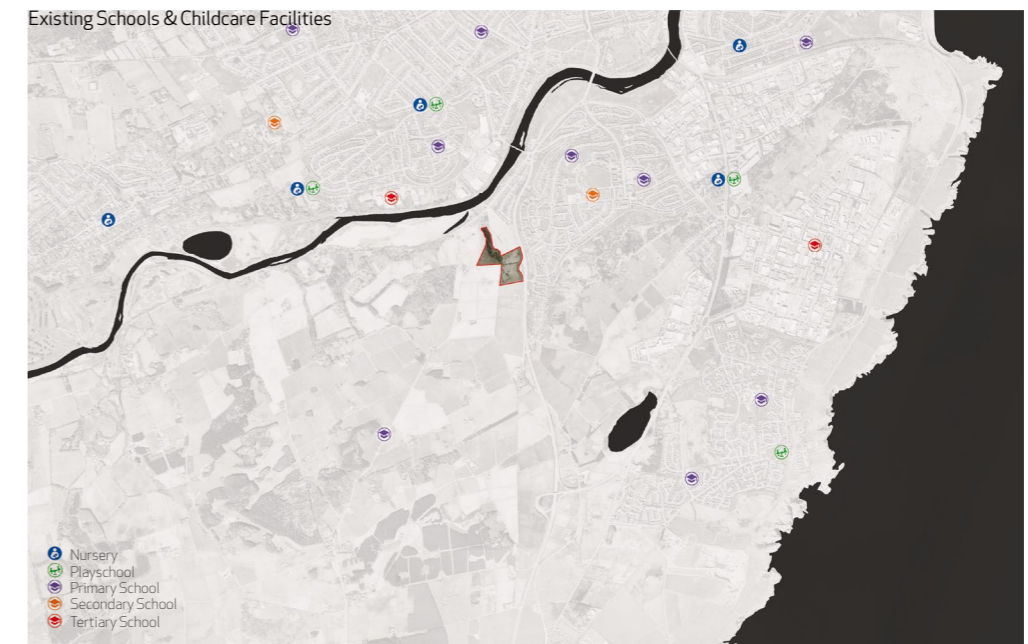 Existing Schools & Childcare Facilities
Nursery
Playschool
Primary School
Secondary School
Tertiary School